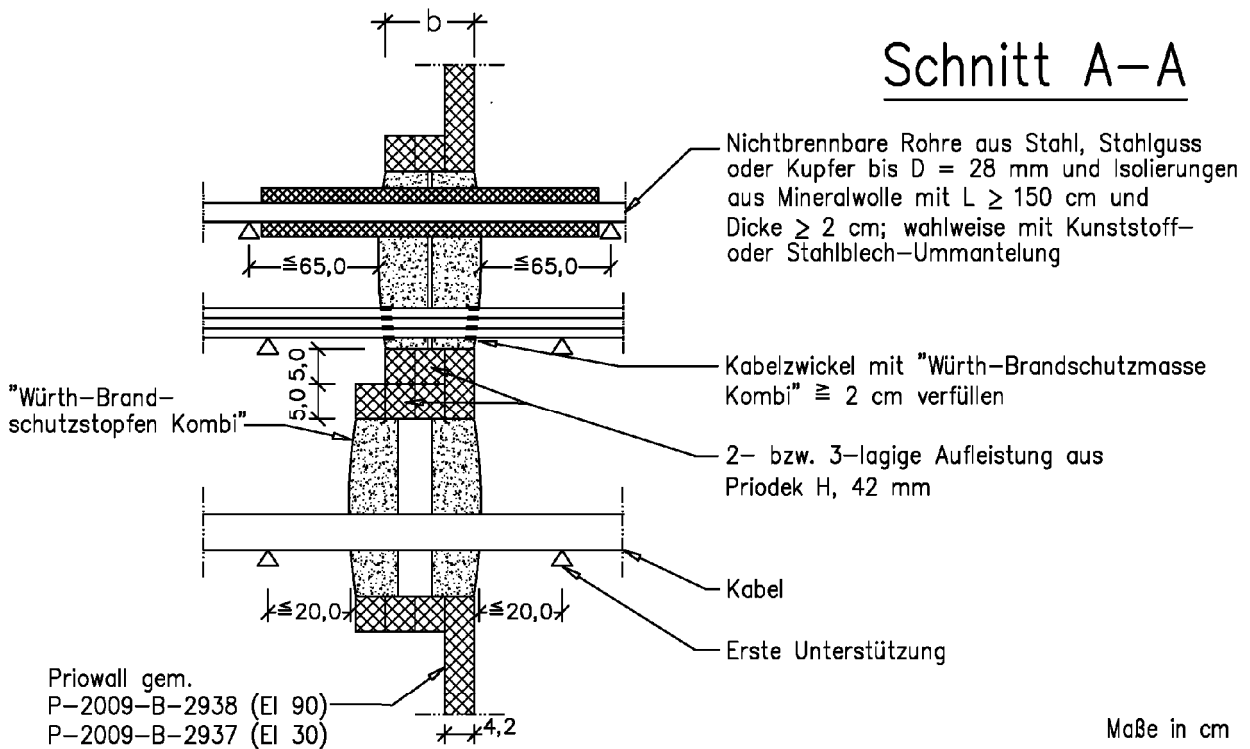 b
Schnitt A-A
Nichtbrennbare Rohre aus Stahl, Stahlguss
oder Kupfer bis D = 28 mm und Isolierungen
aus Mineralwolle mit L ≥ 150 cm und
Dicke ≥ 2 cm; wahlweise mit Kunststoff-
oder Stahlblech-Ummantelung
≦65,0
≦65,0
5,0
5,0
Kabelzwickel mit "Würth-Brandschutzmasse
Kombi" ≧ 2 cm verfüllen
"Würth-Brand-
schutzstopfen Kombi"
2- bzw. 3-lagige Aufleistung aus
Priodek H, 42 mm
Kabel
≦20,0
≦20,0
Erste Unterstützung
Priowall gem.
P-2009-B-2938 (EI 90)
P-2009-B-2937 (EI 30)
4,2
Maße in cm